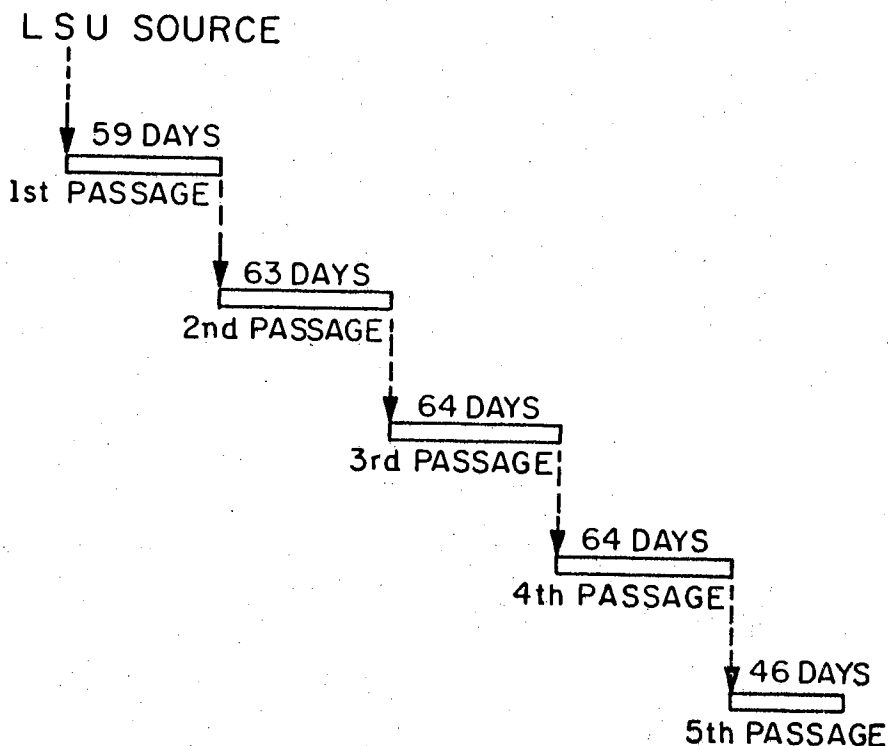 LSU SOURCE
59 DAYS
1st PASSAGE
63 DAYS
2nd PASSAGE
64 DAYS
3rd PASSAGE
64 DAYS
4th PASSAGE
46 DAYS
5th PASSAGE